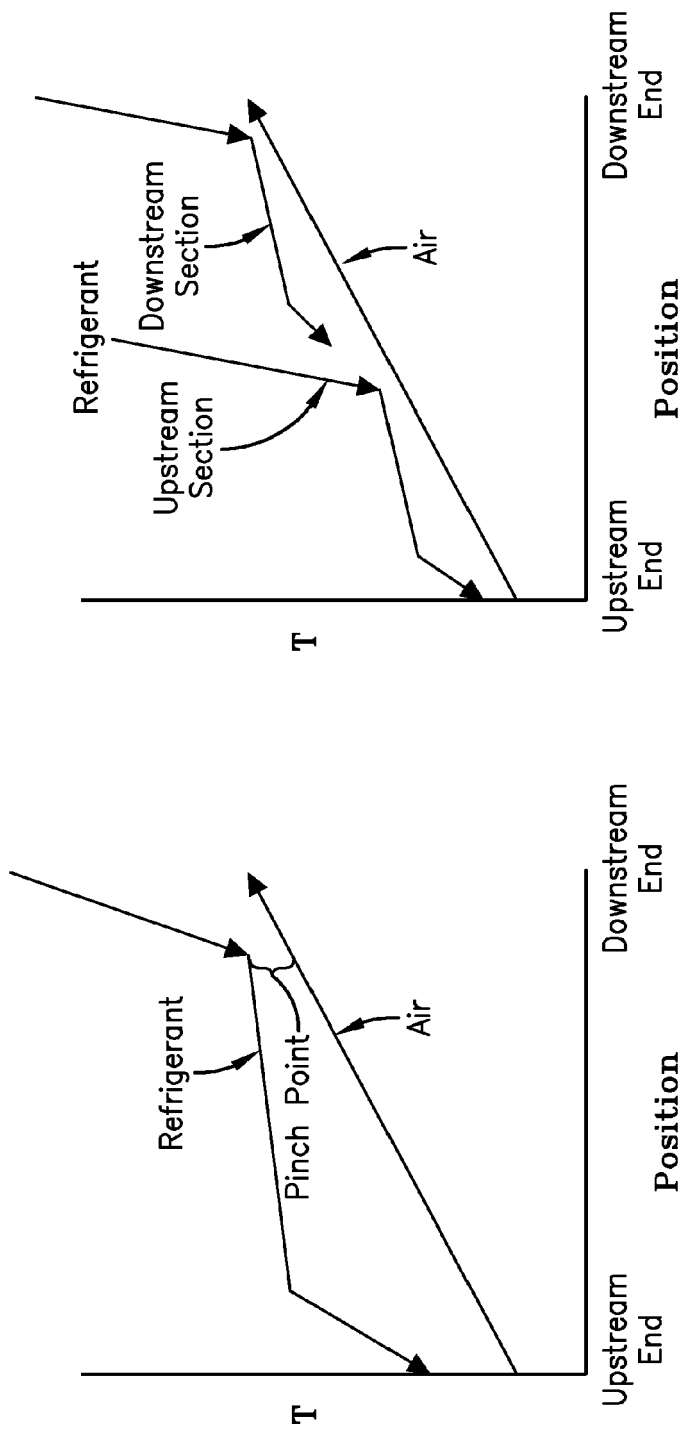 T
Refrigerant
Pinch Point
Air
Upstream
End
Downstream
End
Position
T
Refrigerant
Upstream
Section
Downstream
Section
Air
Upstream
End
Downstream
End
Position